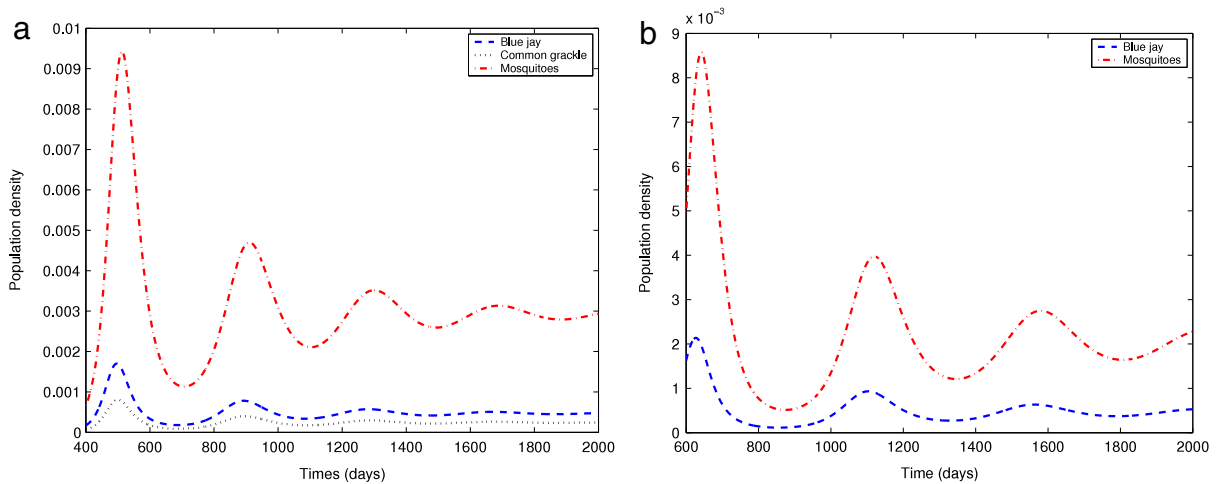 a
Blue jay
Common grackle
Mosquitoes
Population density
0.01
0.009
0.008
0.007
0.006
0.005
0.004
0.003
0.002
0.001
0
400 600 800 1000 1200 1400 1600 1800 2000
Times (days)
b
x 10⁻³
Blue jay
Mosquitoes
Population density
9
8
7
6
5
4
3
2
1
0
600 800 1000 1200 1400 1600 1800 2000
Time (days)